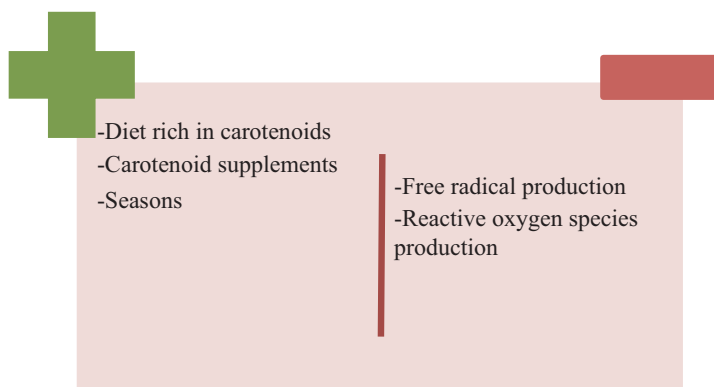 -Diet rich in carotenoids
-Carotenoid supplements
-Seasons
-Free radical production
-Reactive oxygen species
production